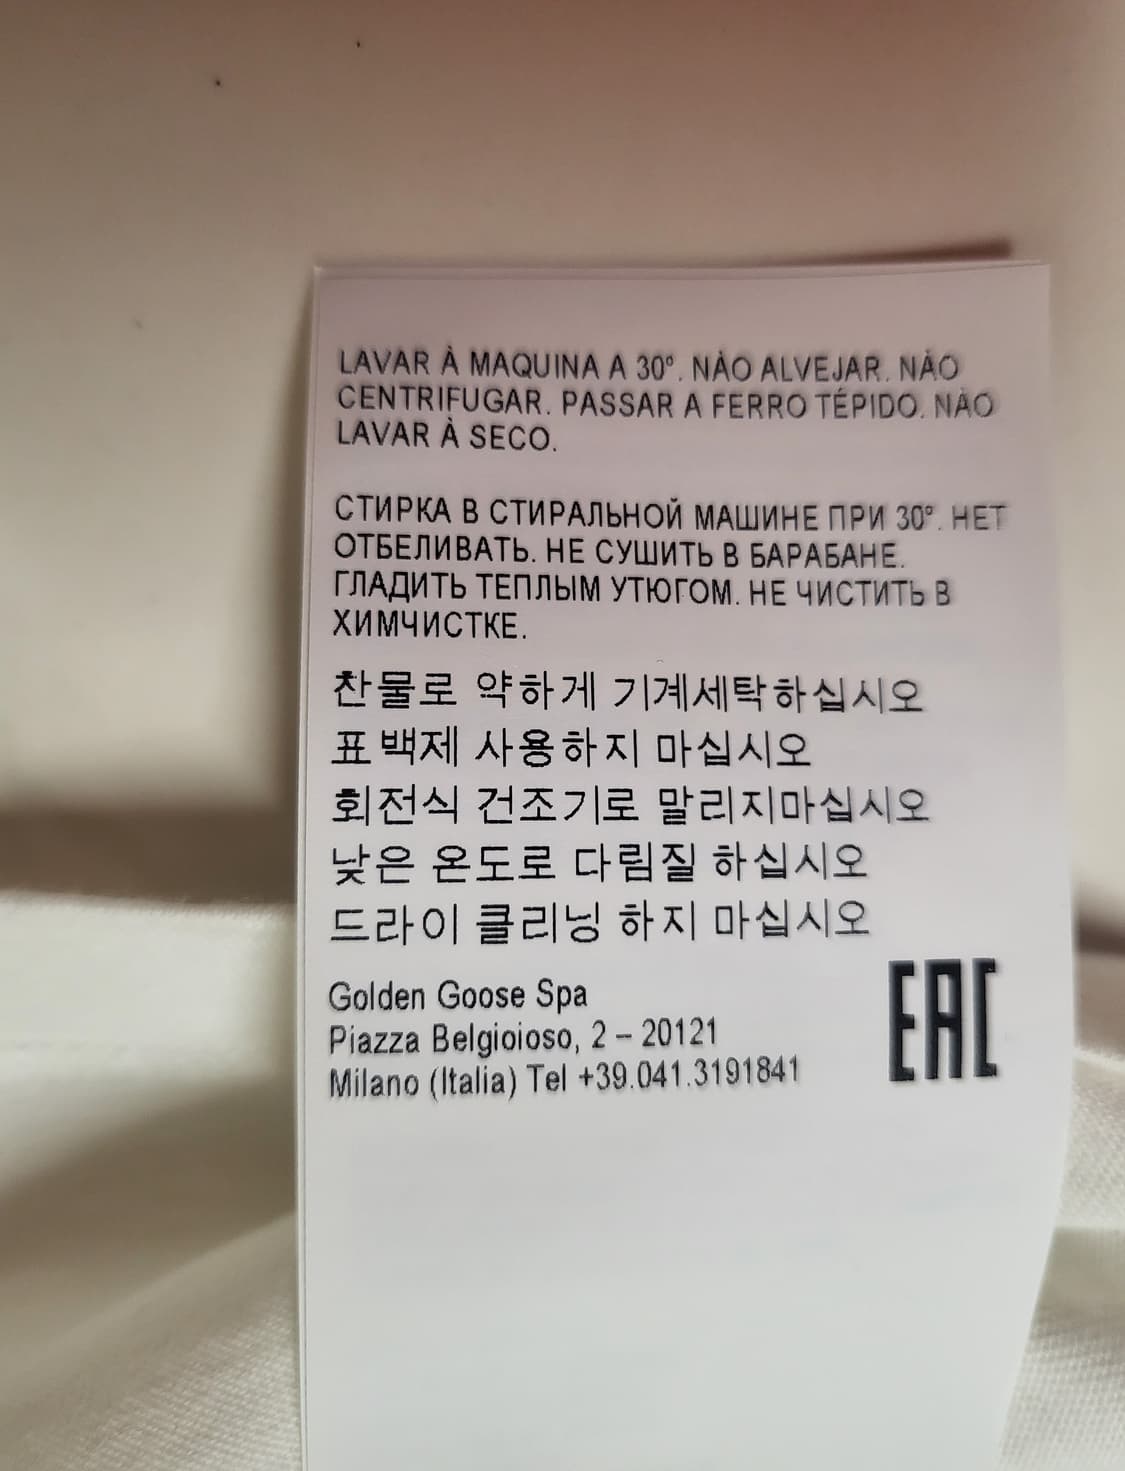 LAVAR À MAQUINA A 30º. NÀO ALVEJAR. NÀO
CENTRIFUGAR. PASSAR A FERRO TÉPIDO. NÀO
LAVAR À SECO.
СТИРКА В СТИРАЛЬНОЙ МАШИНЕ ПРИ 30º. НЕТ
ОТБЕЛИВАТЬ. НЕ СУШИТЬ В БАРАБАНЕ.
ГЛАДИТЬ ТЕПЛЫМ УТЮГОМ. НЕ ЧИСТИТЬ В
ХИМЧИСТКЕ.
찬물로 약하게 기계세탁하십시오
표백제 사용하지 마십시오
회전식 건조기로 말리지마십시오
낮은 온도로 다림질 하십시오
드라이 클리닝 하지 마십시오
Golden Goose Spa
Piazza Belgioioso, 2 – 20121
Milano (Italia) Tel +39.041.3191841
EAC